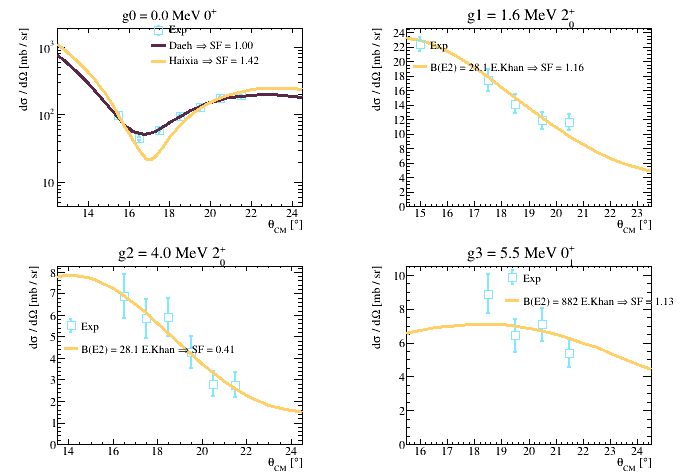 g0 = 0.0 MeV 0+
Exp
Daeh ⇒ SF = 1.00
Haixia ⇒ SF = 1.42
dσ / dΩ [mb / sr]
10³
10²
10
14 16 18 20 22 24
θCM [°]
g1 = 1.6 MeV 2+0
Exp
B(E2) = 28.1 E.Khan ⇒ SF = 1.16
dσ / dΩ [mb / sr]
24
22
20
18
16
14
12
10
8
6
4
2
0
15 16 17 18 19 20 21 22 23
θCM [°]
g2 = 4.0 MeV 2+0
Exp
B(E2) = 28.1 E.Khan ⇒ SF = 0.41
dσ / dΩ [mb / sr]
8
7
6
5
4
3
2
1
0
14 16 18 20 22 24
θCM [°]
g3 = 5.5 MeV 0+
Exp
B(E2) = 882 E.Khan ⇒ SF = 1.13
dσ / dΩ [mb / sr]
10
8
6
4
2
0
16 17 18 19 20 21 22 23 24
θCM [°]